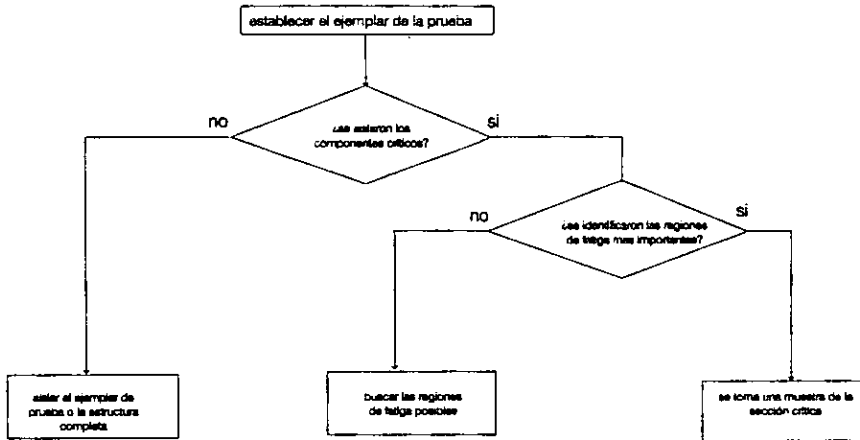 establecer el ejemplar de la prueba
no
si
¿se aislaron los
componentes criticos?
no
si
¿se identificaron las regiones
de fatiga mas importantes?
aislar el ejemplar de
prueba o la estructura
completa
buscar las regiones
de fatiga posibles
se toma una muestra de la
sección critica